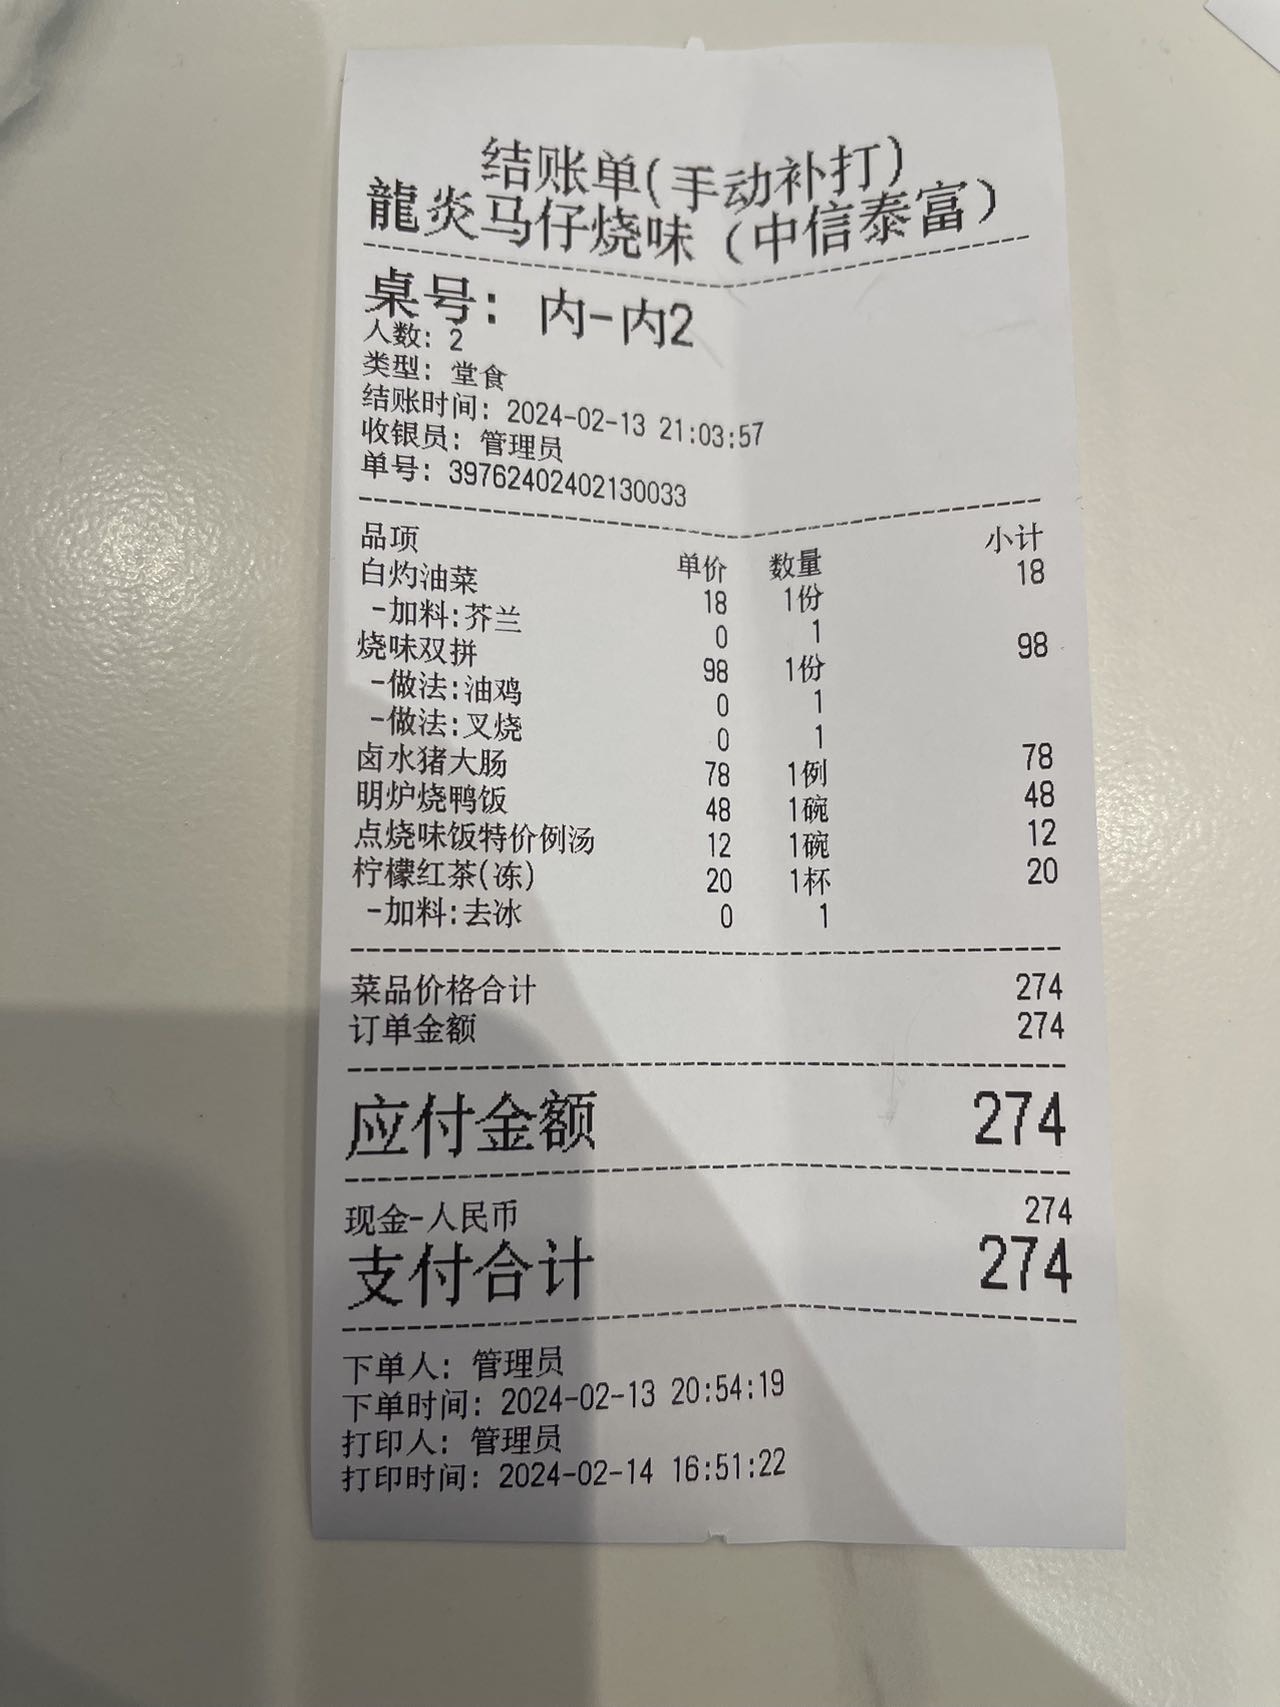 结账单(手动补打)
龍炎马仔烧味（中信泰富）
桌号: 内-内2
人数: 2
类型: 堂食
结账时间: 2024-02-13 21:03:57
收银员: 管理员
单号: 39762402402130033
品项 单价 数量 小计
白灼油菜 18 1份 18
-加料:芥兰 0 1
烧味双拼 98 1份 98
-做法:油鸡 0 1
-做法:叉烧 0 1
卤水猪大肠 78 1例 78
明炉烧鸭饭 48 1碗 48
点烧味饭特价例汤 12 1碗 12
柠檬红茶(冻) 20 1杯 20
-加料:去冰 0 1
菜品价格合计 274
订单金额 274
应付金额 274
现金-人民币 274
支付合计 274
下单人: 管理员
下单时间: 2024-02-13 20:54:19
打印人: 管理员
打印时间: 2024-02-14 16:51:22